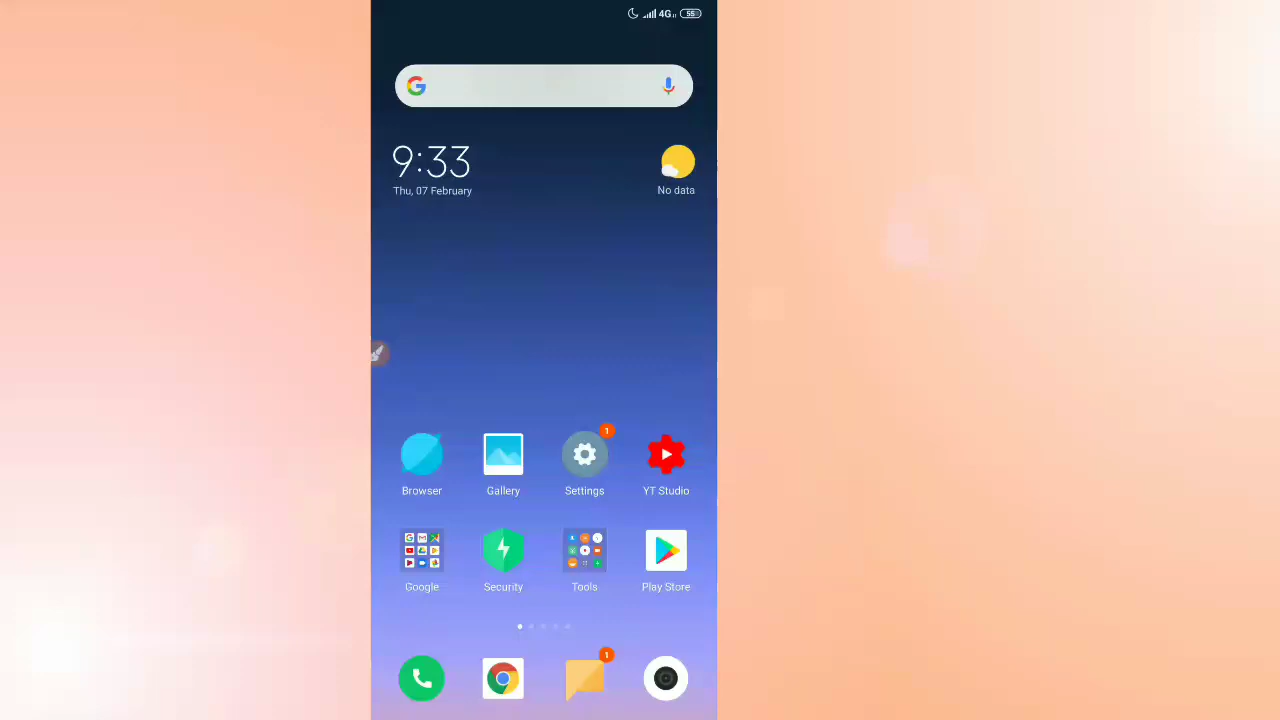 4G 55
9:33
Thu, 07 February
No data
1
Browser
Gallery
Settings
YT Studio
Google
Security
Tools
Play Store
1